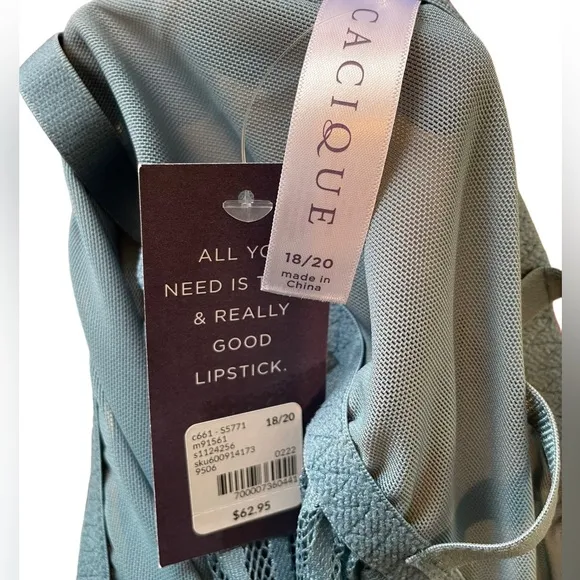 CACIQUE
18/20
made in
China
ALL
NEED IS
& REALLY
GOOD
LIPSTICK.
c661 - S5771 18/20
m91561
s1124256
sku600914173
9506 0222
700007360441
$62.95